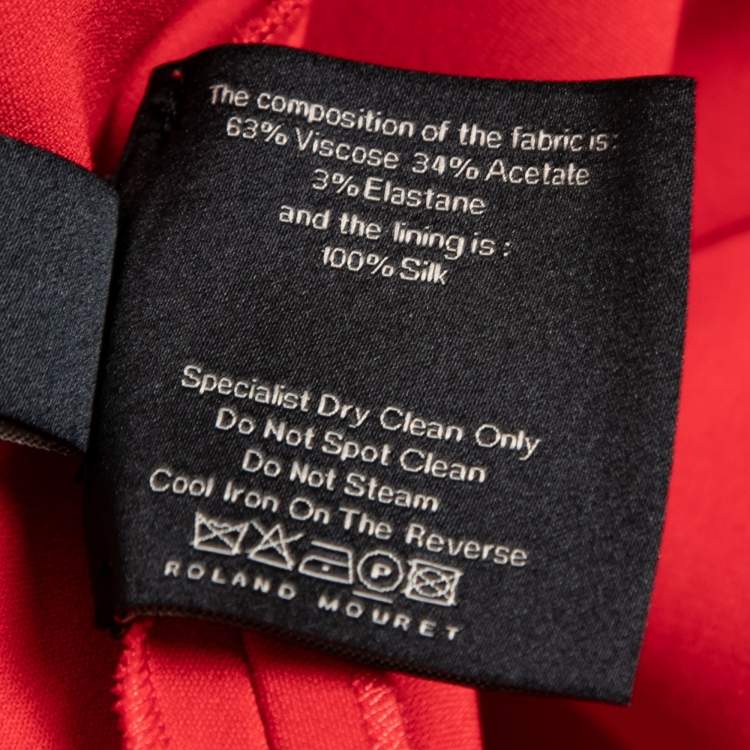 The composition of the fabric is:
63% Viscose 34% Acetate
3% Elastane
and the lining is :
100% Silk
Specialist Dry Clean Only
Do Not Spot Clean
Do Not Steam
Cool Iron On The Reverse
P
ROLAND MOURET